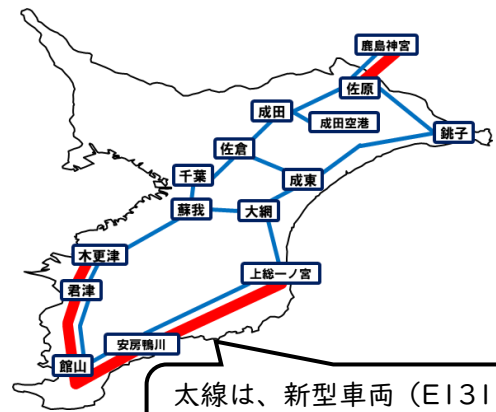 鹿島神宮
佐原
成田
成田空港
銚子
佐倉
千葉
成東
蘇我
大網
木更津
上総一ノ宮
君津
安房鴨川
館山
太線は、新型車両（E131